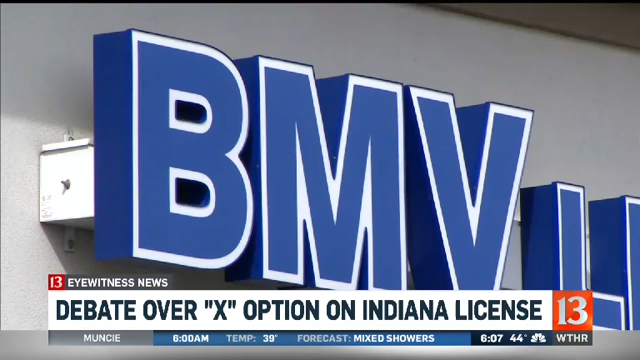 BMV LI
13 EYEWITNESS NEWS
DEBATE OVER "X" OPTION ON INDIANA LICENSE 13
MUNCIE 6:00AM TEMP: 39° FORECAST: MIXED SHOWERS 6:07 44° WTHR